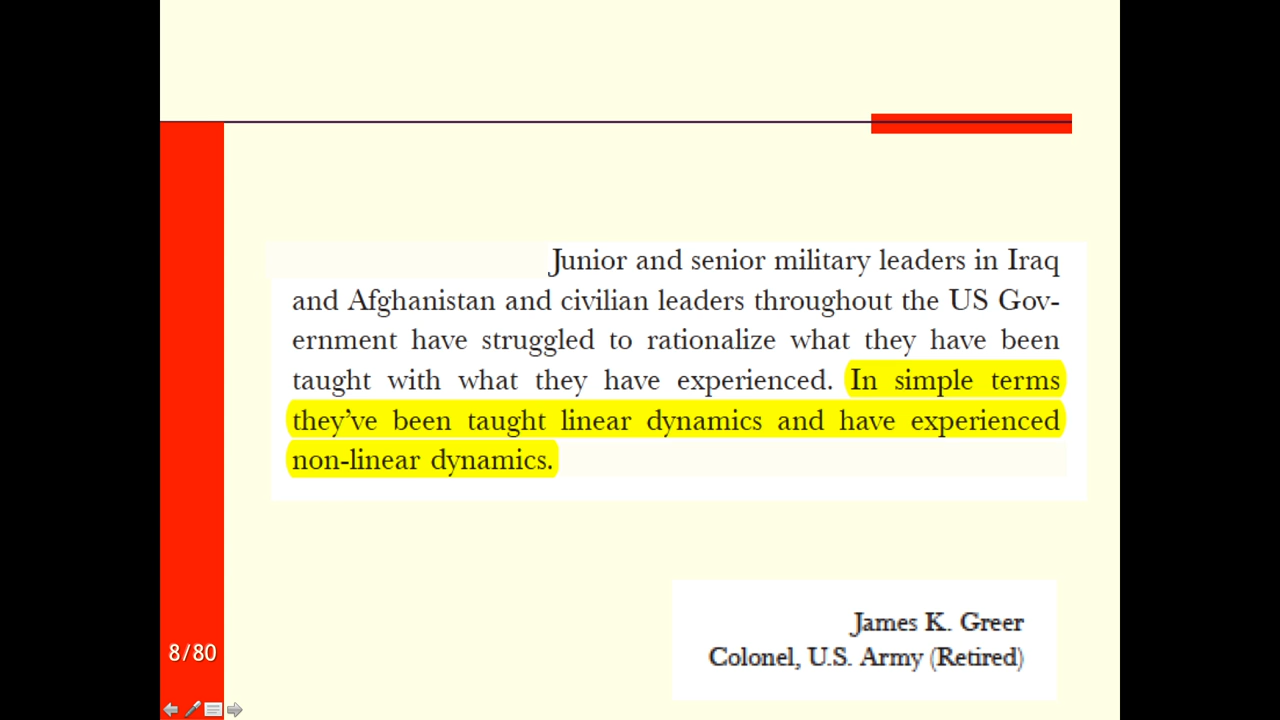 Junior and senior military leaders in Iraq
and Afghanistan and civilian leaders throughout the US Gov-
ernment have struggled to rationalize what they have been
taught with what they have experienced. In simple terms
they’ve been taught linear dynamics and have experienced
non-linear dynamics.
James K. Greer
Colonel, U.S. Army (Retired)
8/80